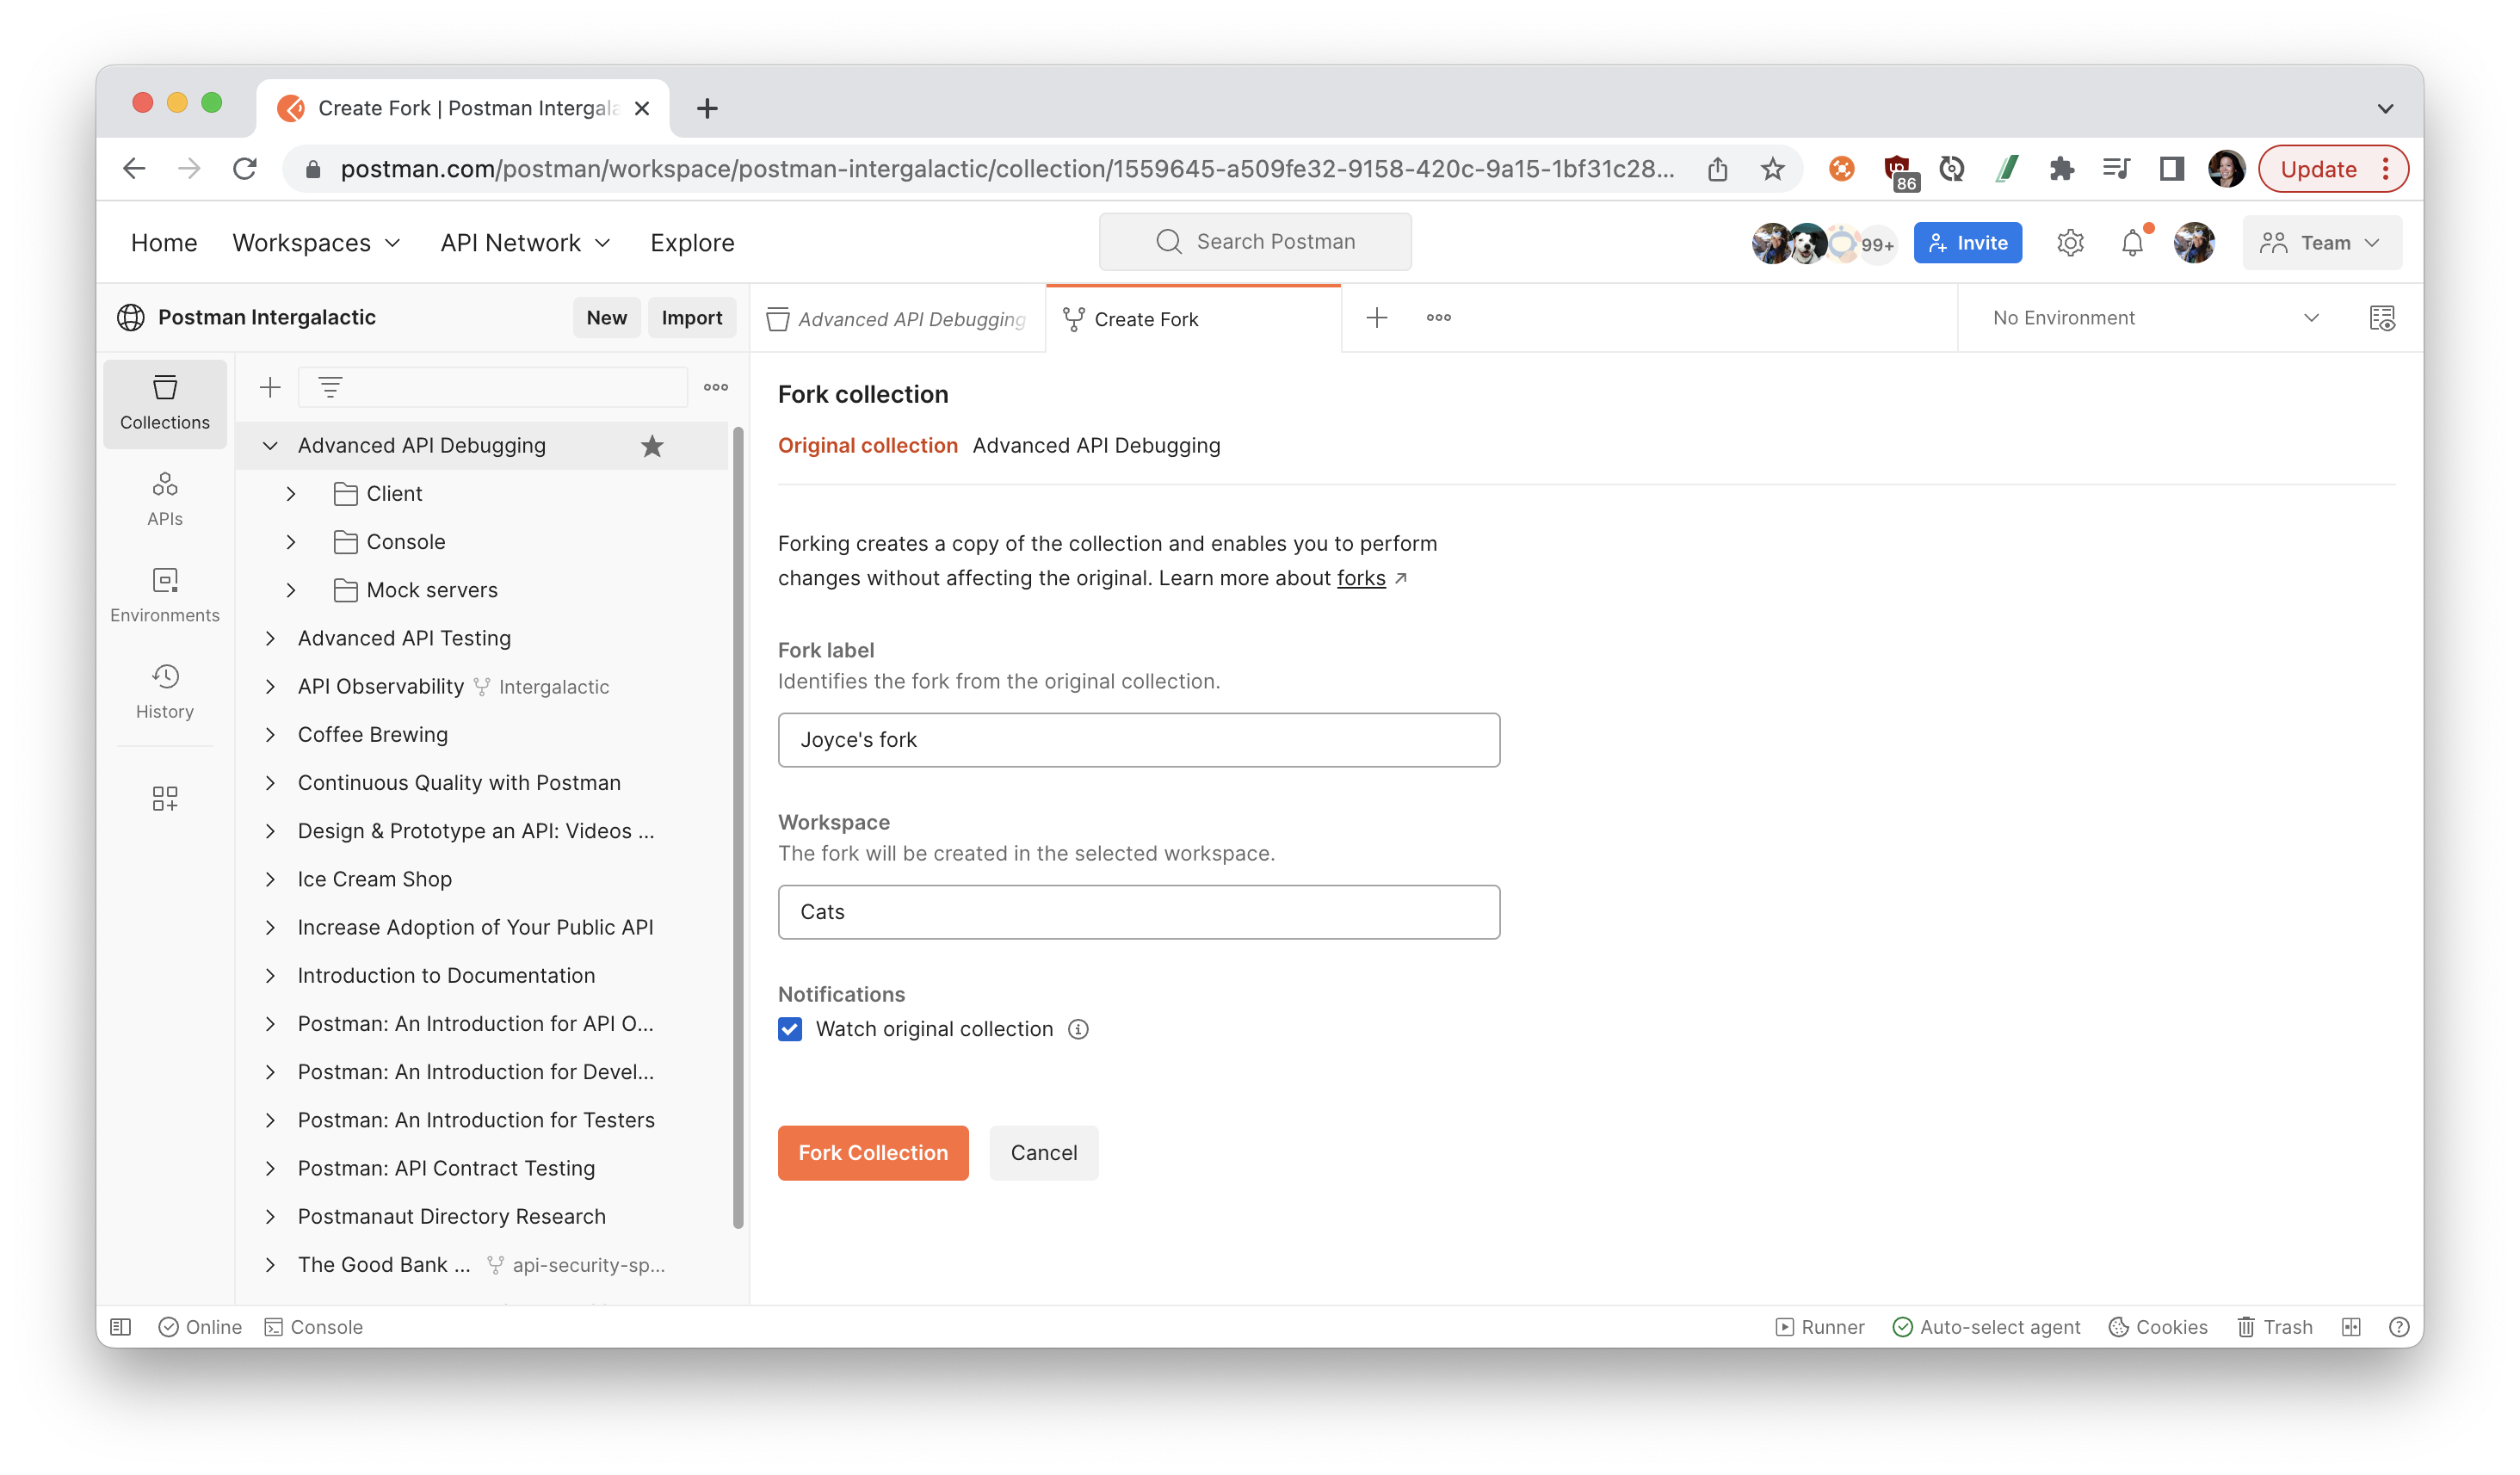 Create Fork | Postman Intergala
postman.com/postman/workspace/postman-intergalactic/collection/1559645-a509fe32-9158-420c-9a15-1bf31c28...
86
Update
Home
Workspaces
API Network
Explore
Search Postman
99+
Invite
Team
Postman Intergalactic
New
Import
Advanced API Debugging
Create Fork
No Environment
Collections
APIs
Environments
History
Advanced API Debugging
Client
Console
Mock servers
Advanced API Testing
API Observability Intergalactic
Coffee Brewing
Continuous Quality with Postman
Design & Prototype an API: Videos ...
Ice Cream Shop
Increase Adoption of Your Public API
Introduction to Documentation
Postman: An Introduction for API O...
Postman: An Introduction for Devel...
Postman: An Introduction for Testers
Postman: API Contract Testing
Postmanaut Directory Research
The Good Bank ... api-security-sp...
Fork collection
Original collection Advanced API Debugging
Forking creates a copy of the collection and enables you to perform
changes without affecting the original. Learn more about forks
Fork label
Identifies the fork from the original collection.
Joyce's fork
Workspace
The fork will be created in the selected workspace.
Cats
Notifications
Watch original collection
Fork Collection
Cancel
Online
Console
Runner
Auto-select agent
Cookies
Trash